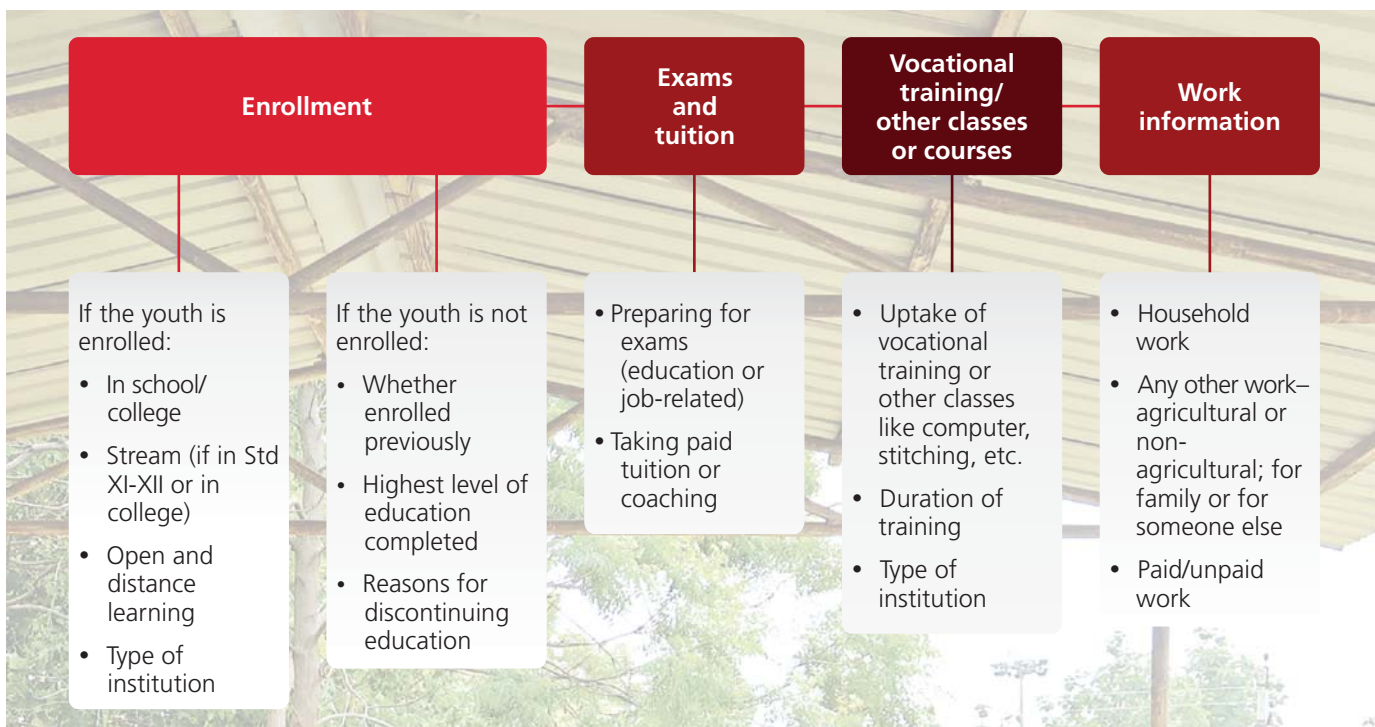 Enrollment
Exams
and
tuition
Vocational
training/
other classes
or courses
Work
information
If the youth is
enrolled:
• In school/
college
• Stream (if in Std
XI-XII or in
college)
• Open and
distance
learning
• Type of
institution
If the youth is not
enrolled:
• Whether
enrolled
previously
• Highest level of
education
completed
• Reasons for
discontinuing
education
• Preparing for
exams
(education or
job-related)
• Taking paid
tuition or
coaching
• Uptake of
vocational
training or
other classes
like computer,
stitching, etc.
• Duration of
training
• Type of
institution
• Household
work
• Any other work–
agricultural or
non-
agricultural; for
family or for
someone else
• Paid/unpaid
work